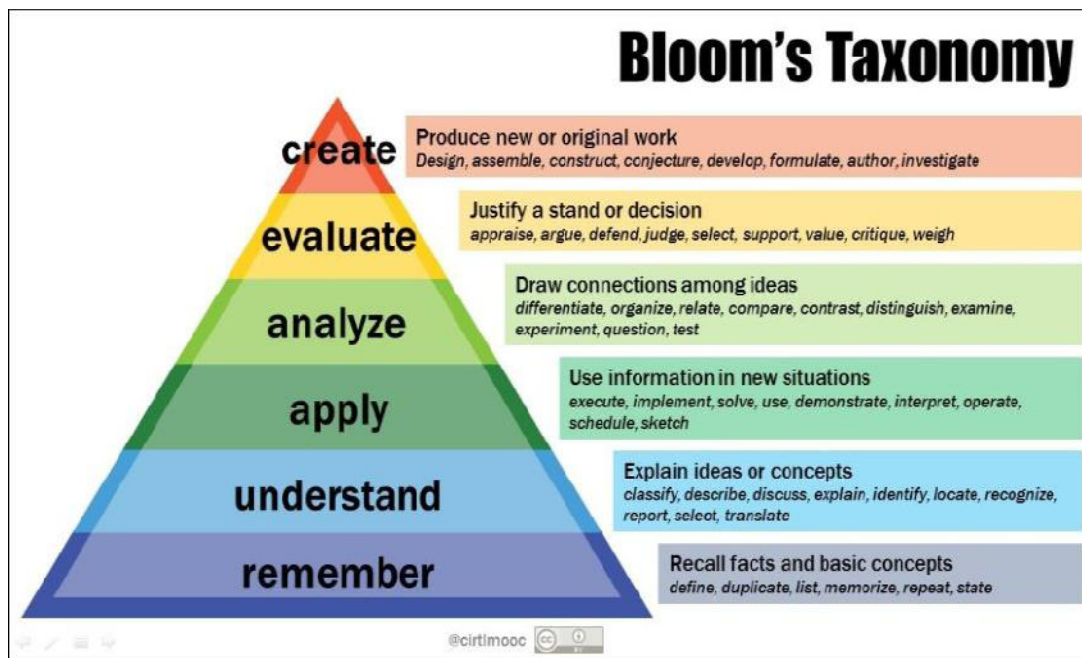 Bloom's Taxonomy
create
Produce new or original work
Design, assemble, construct, conjecture, develop, formulate, author, investigate
evaluate
Justify a stand or decision
appraise, argue, defend, judge, select, support, value, critique, weigh
analyze
Draw connections among ideas
differentiate, organize, relate, compare, contrast, distinguish, examine,
experiment, question, test
apply
Use information in new situations
execute, implement, solve, use, demonstrate, interpret, operate,
schedule, sketch
understand
Explain ideas or concepts
classify, describe, discuss, explain, identify, locate, recognize,
report, select, translate
remember
Recall facts and basic concepts
define, duplicate, list, memorize, repeat, state
@cirtlmooc
cc
BY